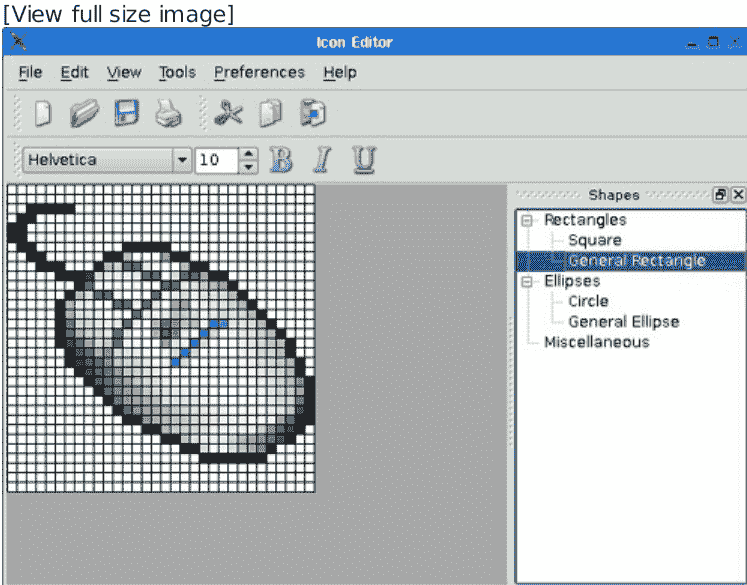 [View full size image]
Icon Editor
File Edit View Tools Preferences Help
Helvetica 10 B I U
Shapes
Rectangles
Square
General Rectangle
Ellipses
Circle
General Ellipse
Miscellaneous